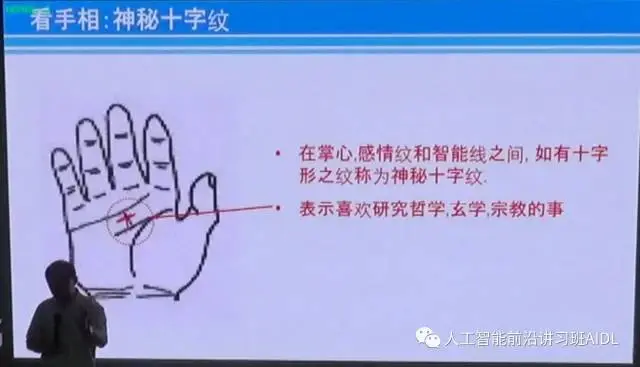 看手相:神秘十字纹
• 在掌心,感情纹和智能线之间, 如有十字
形之纹称为神秘十字纹.
• 表示喜欢研究哲学,玄学,宗教的事
人工智能前沿讲习班AIDL